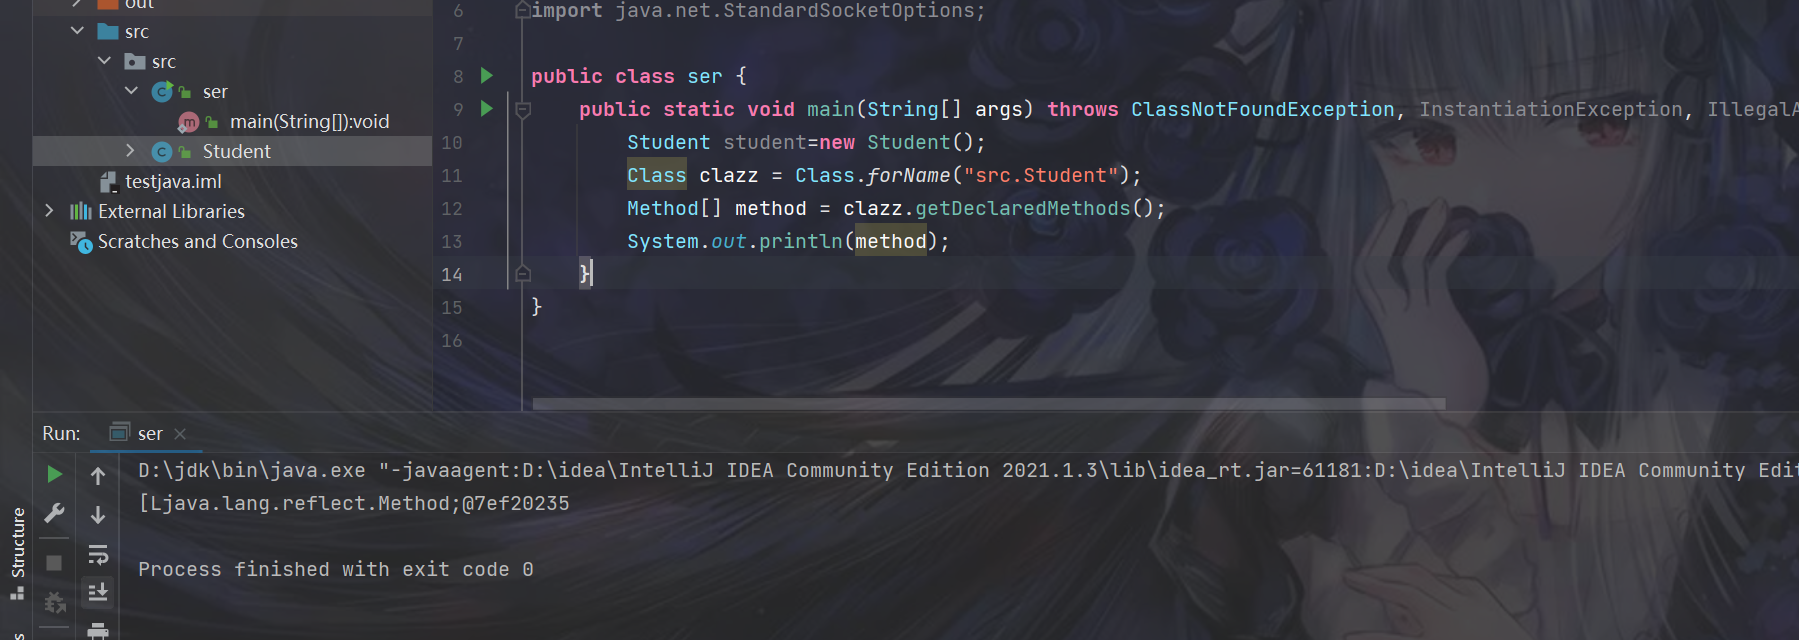 out
src
src
ser
main(String[]):void
Student
testjava.iml
External Libraries
Scratches and Consoles
6 import java.net.StandardSocketOptions;
7
8 public class ser {
9 public static void main(String[] args) throws ClassNotFoundException, InstantiationException, IllegalA
10 Student student=new Student();
11 Class clazz = Class.forName("src.Student");
12 Method[] method = clazz.getDeclaredMethods();
13 System.out.println(method);
14 }
15 }
16
Run: ser
D:\jdk\bin\java.exe "-javaagent:D:\idea\IntelliJ IDEA Community Edition 2021.1.3\lib\idea_rt.jar=61181:D:\idea\IntelliJ IDEA Community Edit
[Ljava.lang.reflect.Method;@7ef20235
Process finished with exit code 0
Structure